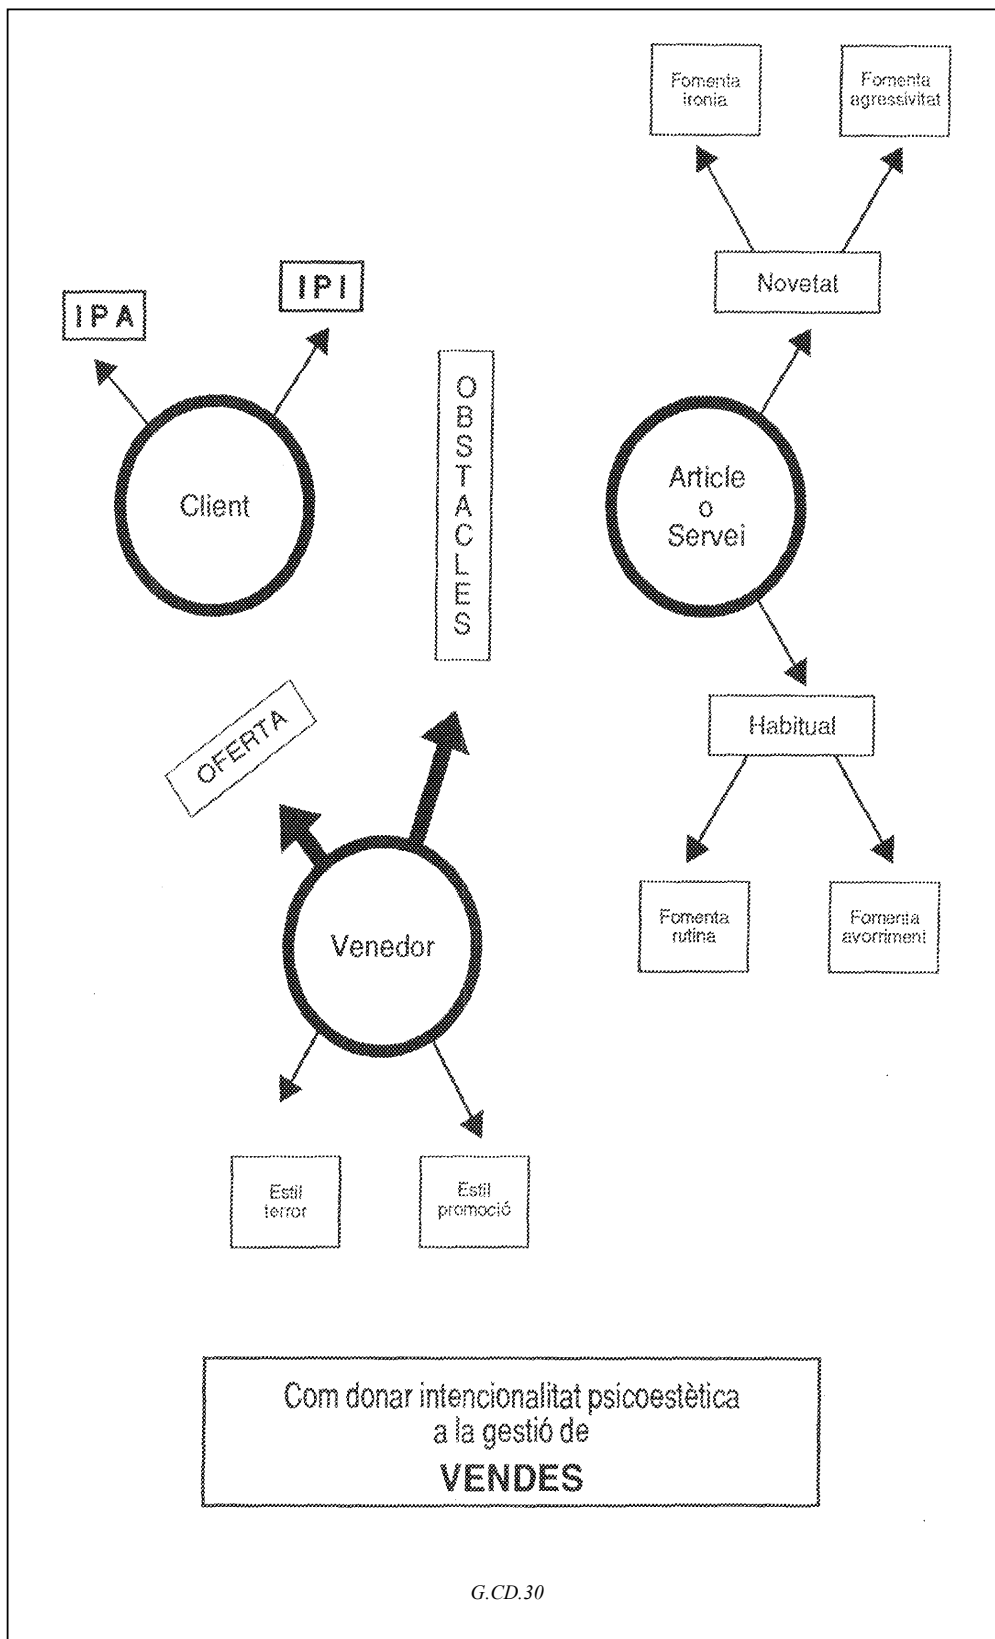 Fomenta
ironia
Fomenta
agressivitat
Novetat
IPI
IPA
OBSTACLES
Client
Article
o
Servei
OFERTA
Habitual
Venedor
Fomenta
rutina
Fomenta
avorriment
Estil
terror
Estil
promoció
Com donar intencionalitat psicoestètica
a la gestió de
VENDES
G.CD.30